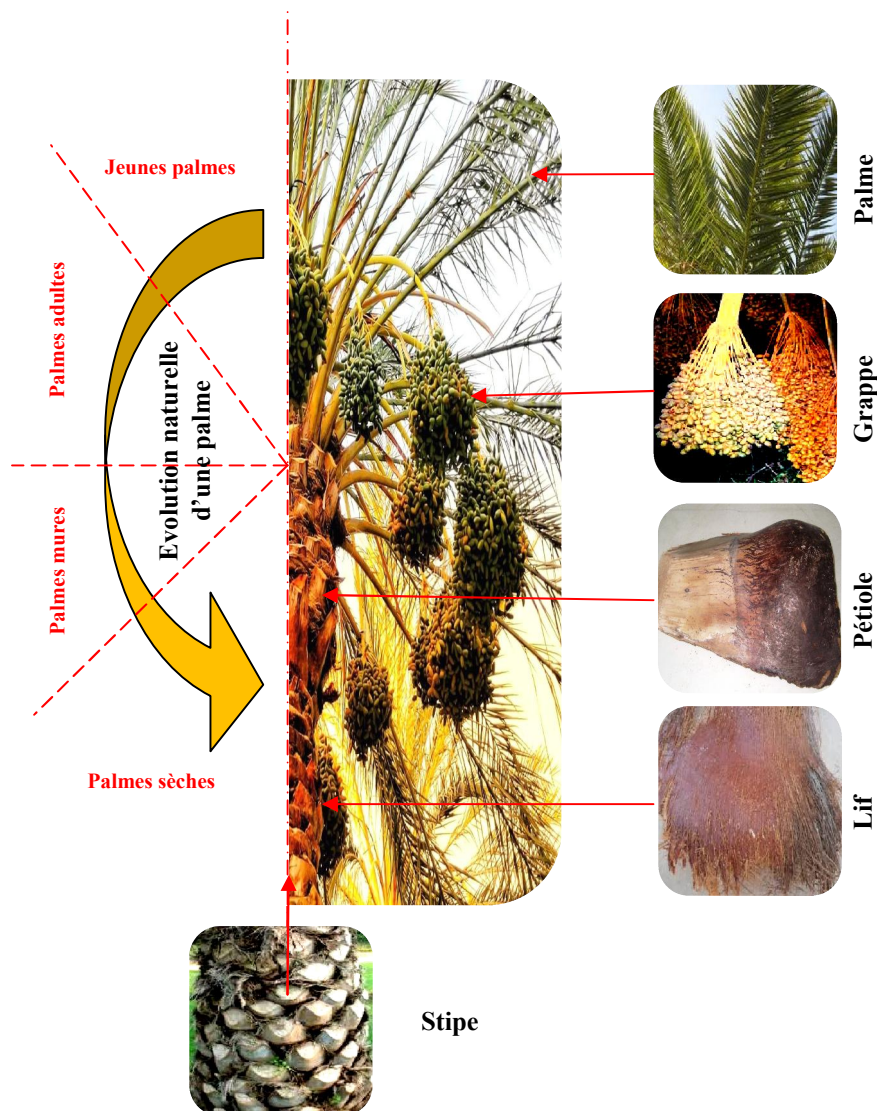 Jeunes palmes
Palmes adultes
Evolution naturelle
d’une palme
Palmes mures
Palmes sèches
Palme
Grappe
Pétiole
Lif
Stipe